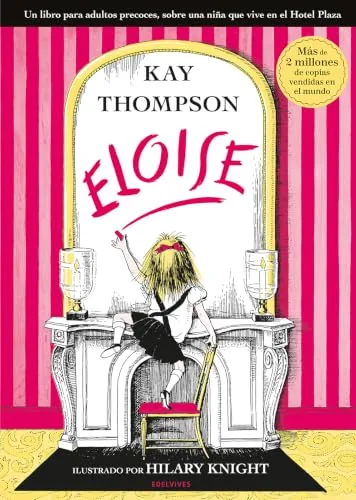 Un libro para adultos precoces, sobre una niña que vive en el Hotel Plaza
Más de
2 millones
de copias
vendidas en
el mundo
KAY
THOMPSON
ELOISE
ILUSTRADO POR HILARY KNIGHT
EDELVIVES